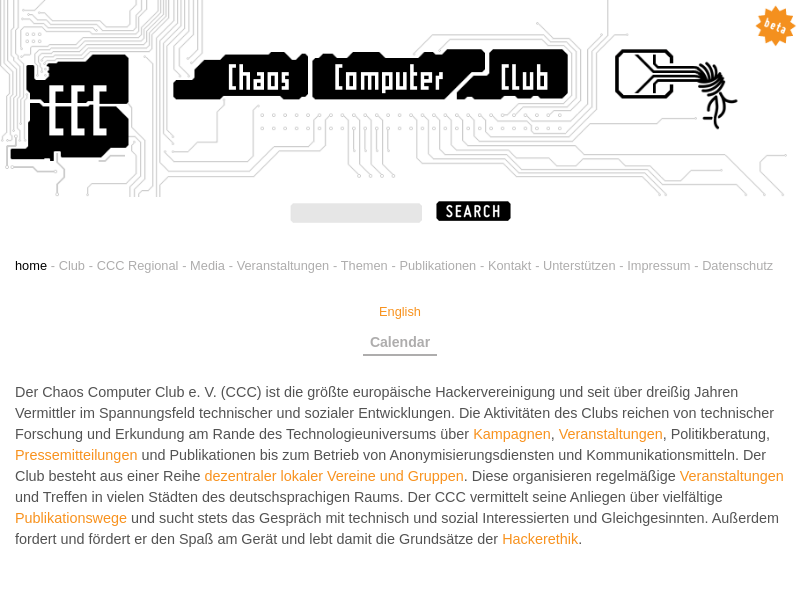 beta
CCC
Chaos Computer Club
SEARCH
home - Club - CCC Regional - Media - Veranstaltungen - Themen - Publikationen - Kontakt - Unterstützen - Impressum - Datenschutz
English
Calendar
Der Chaos Computer Club e. V. (CCC) ist die größte europäische Hackervereinigung und seit über dreißig Jahren
Vermittler im Spannungsfeld technischer und sozialer Entwicklungen. Die Aktivitäten des Clubs reichen von technischer
Forschung und Erkundung am Rande des Technologieuniversums über Kampagnen, Veranstaltungen, Politikberatung,
Pressemitteilungen und Publikationen bis zum Betrieb von Anonymisierungsdiensten und Kommunikationsmitteln. Der
Club besteht aus einer Reihe dezentraler lokaler Vereine und Gruppen. Diese organisieren regelmäßige Veranstaltungen
und Treffen in vielen Städten des deutschsprachigen Raums. Der CCC vermittelt seine Anliegen über vielfältige
Publikationswege und sucht stets das Gespräch mit technisch und sozial Interessierten und Gleichgesinnten. Außerdem
fordert und fördert er den Spaß am Gerät und lebt damit die Grundsätze der Hackerethik.